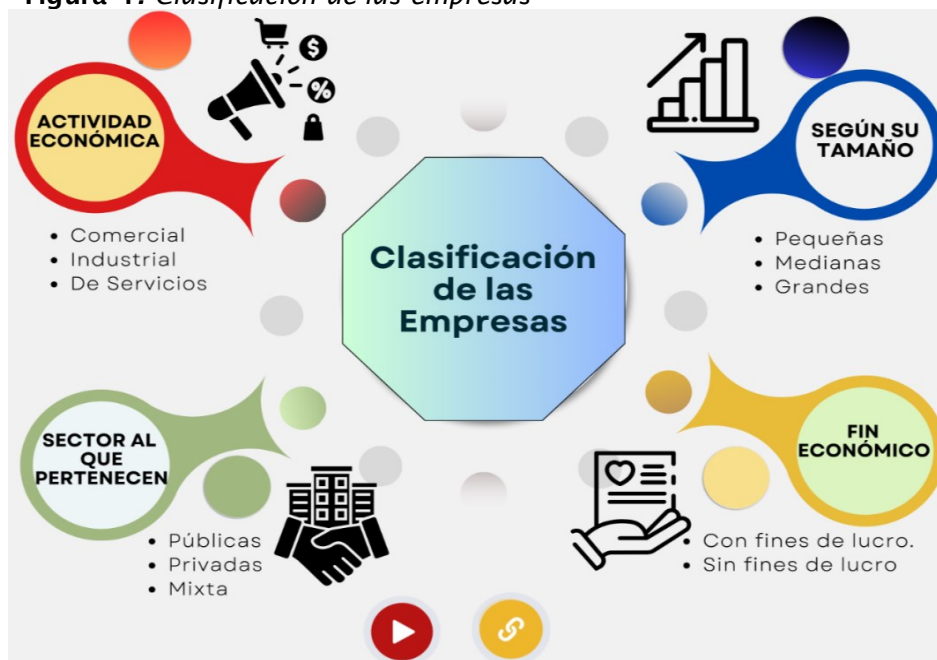 Figura 1: Clasificación de las empresas
ACTIVIDAD
ECONÓMICA
• Comercial
• Industrial
• De Servicios
SEGÚN SU
TAMAÑO
• Pequeñas
• Medianas
• Grandes
Clasificación
de las
Empresas
SECTOR AL
QUE
PERTENECEN
• Públicas
• Privadas
• Mixta
FIN
ECONÓMICO
• Con fines de lucro.
• Sin fines de lucro
$
%